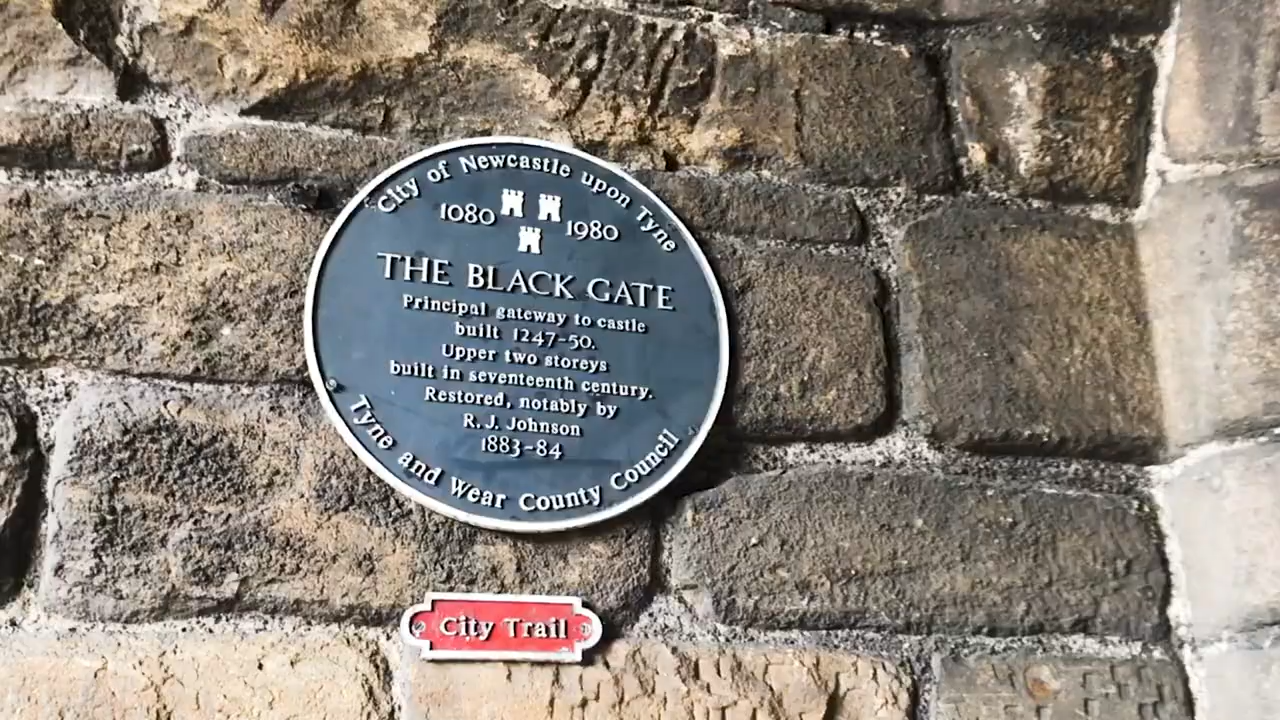 City of Newcastle upon Tyne
1080 1980
THE BLACK GATE
Principal gateway to castle
built 1247-50.
Upper two storeys
built in seventeenth century.
Restored, notably by
R. J. Johnson
1883-84
Tyne and Wear County Council
City Trail